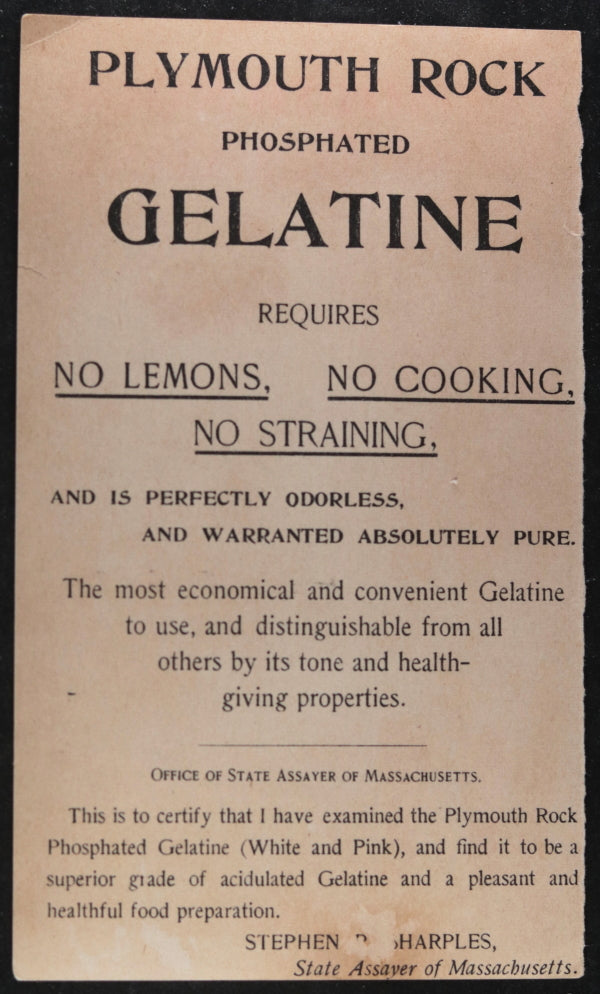 PLYMOUTH ROCK
PHOSPHATED
GELATINE
REQUIRES
NO LEMONS, NO COOKING,
NO STRAINING,
AND IS PERFECTLY ODORLESS,
AND WARRANTED ABSOLUTELY PURE.
The most economical and convenient Gelatine
to use, and distinguishable from all
others by its tone and health-
giving properties.
OFFICE OF STATE ASSAYER OF MASSACHUSETTS.
This is to certify that I have examined the Plymouth Rock
Phosphated Gelatine (White and Pink), and find it to be a
superior grade of acidulated Gelatine and a pleasant and
healthful food preparation.
STEPHEN SHARPLES,
State Assayer of Massachusetts.